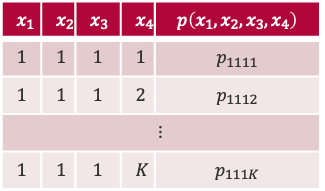 x₁ x₂ x₃ x₄ p(x₁, x₂, x₃, x₄)
1 1 1 1 p₁₁₁₁
1 1 1 2 p₁₁₁₂
⋮
1 1 1 K p₁₁₁K